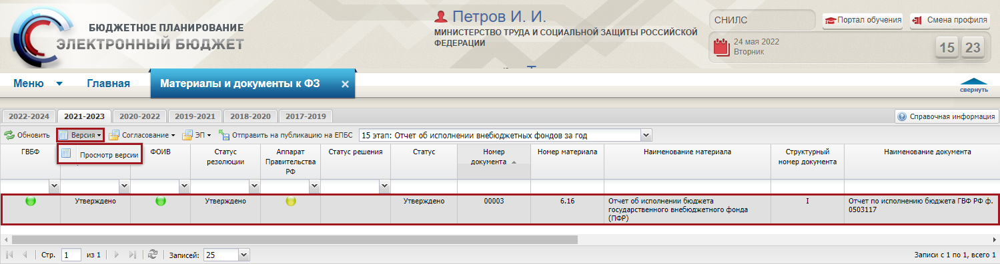 БЮДЖЕТНОЕ ПЛАНИРОВАНИЕ
ЭЛЕКТРОННЫЙ БЮДЖЕТ
Петров И. И.
МИНИСТЕРСТВО ТРУДА И СОЦИАЛЬНОЙ ЗАЩИТЫ РОССИЙСКОЙ
ФЕДЕРАЦИИ
СНИЛС
Портал обучения
Смена профиля
24 мая 2022
Вторник
15 23
Меню Главная Материалы и документы к ФЗ
свернуть
2022-2024 2021-2023 2020-2022 2019-2021 2018-2020 2017-2019
Справочная информация
Обновить Версия Согласование ЭП Отправить на публикацию на ЕПБС 15 этап: Отчет об исполнении внебюджетных фондов за год
Просмотр версии
ГВБФ
ФОИВ
Статус
резолюции
Аппарат
Правительства
РФ
Статус решения
Статус
Номер
документа
Номер материала
Наименование материала
Структурный
номер документа
Наименование документа
Утверждено
Утверждено
Утверждено
00003
6.16
Отчет об исполнении бюджета
государственного внебюджетного фонда
(ПФР)
I
Отчет по исполнению бюджета ГВФ РФ ф.
0503117
Стр. 1 из 1 Записей: 25
Записи с 1 по 1, всего 1